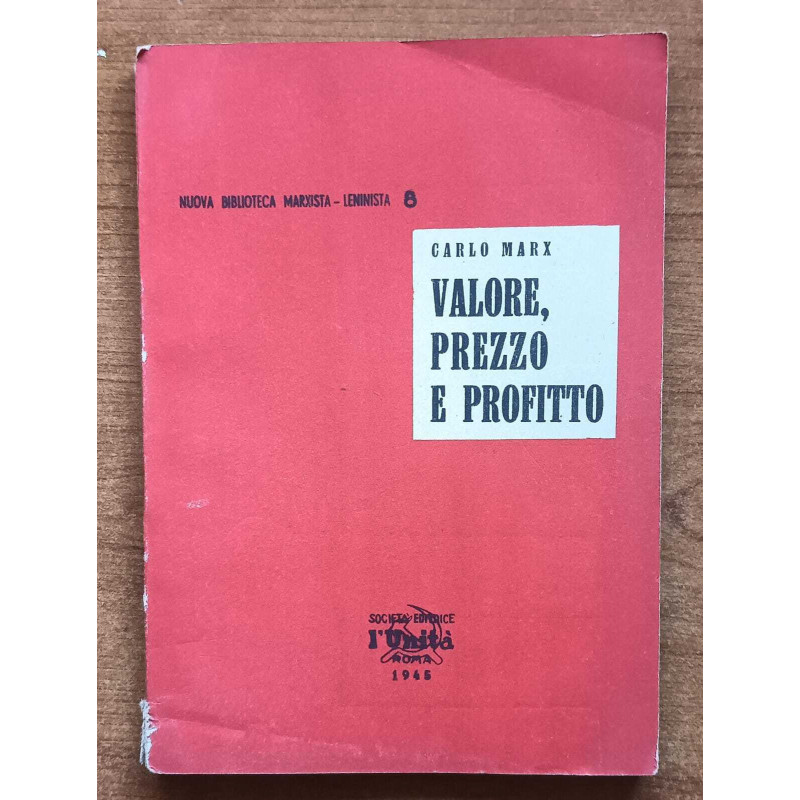 NUOVA BIBLIOTECA MARXISTA - LENINISTA 8
CARLO MARX
VALORE,
PREZZO
E PROFITTO
SOCIETÀ EDITRICE
l'Unità
ROMA
1945